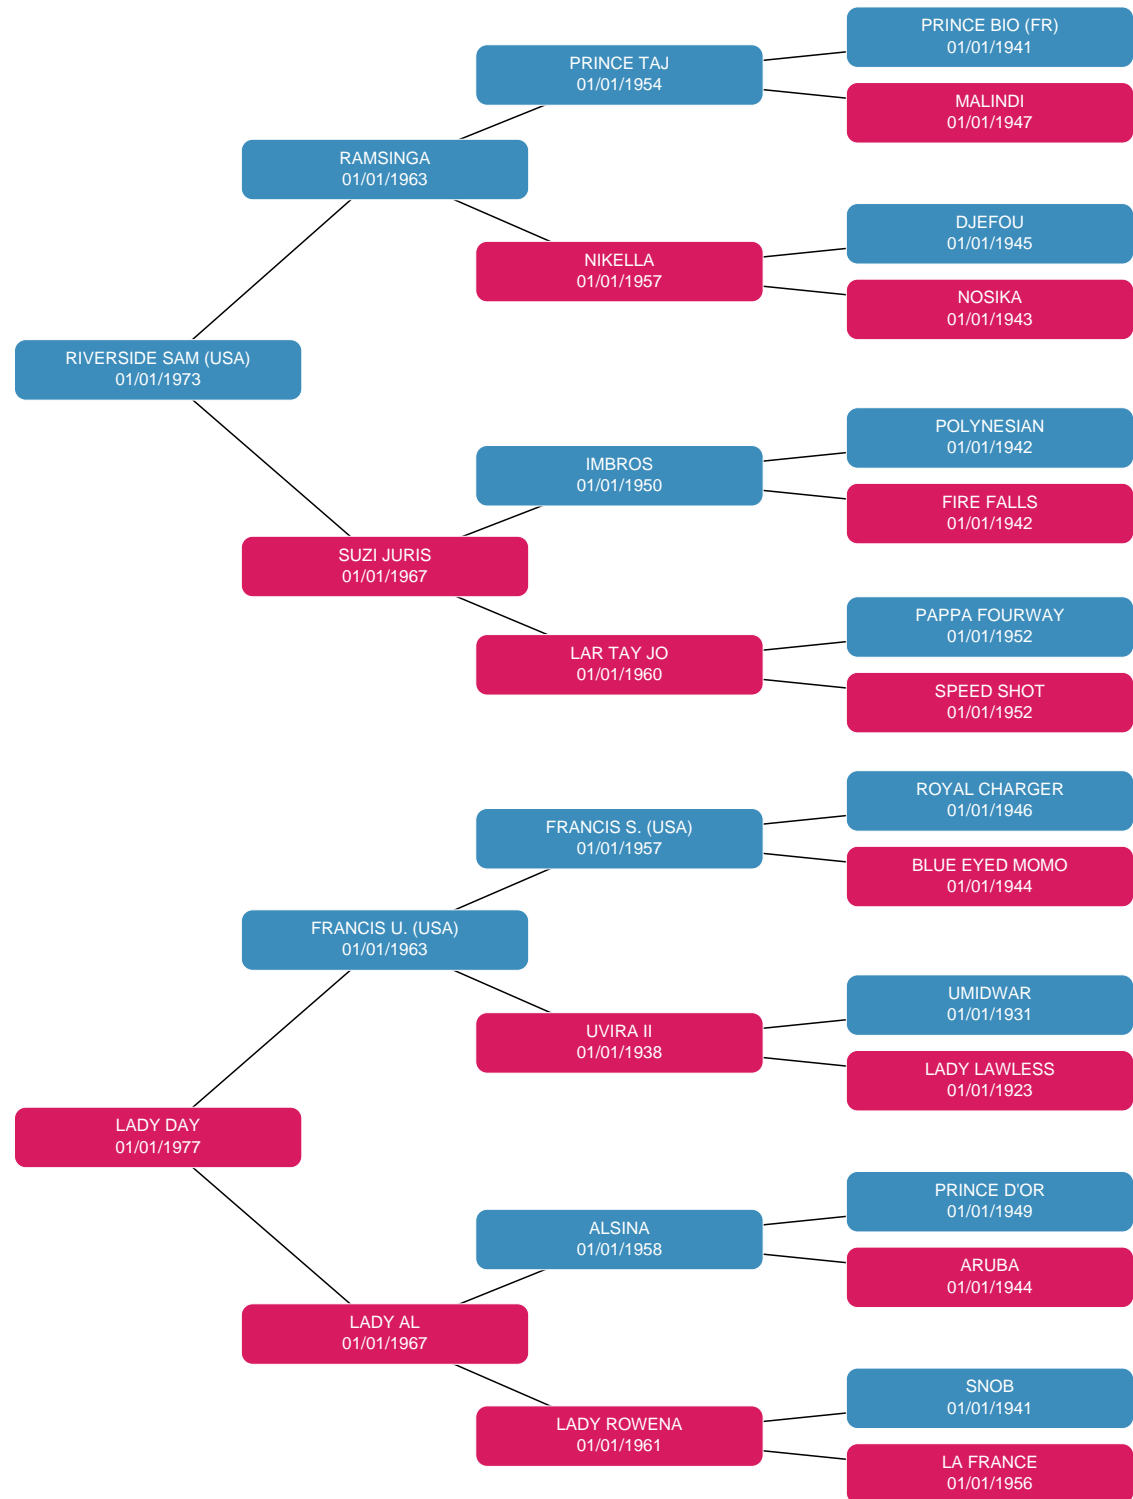 PRINCE BIO (FR)
01/01/1941
PRINCE TAJ
01/01/1954
MALINDI
01/01/1947
RAMSINGA
01/01/1963
DJEFOU
01/01/1945
NIKELLA
01/01/1957
NOSIKA
01/01/1943
RIVERSIDE SAM (USA)
01/01/1973
POLYNESIAN
01/01/1942
IMBROS
01/01/1950
FIRE FALLS
01/01/1942
SUZI JURIS
01/01/1967
PAPPA FOURWAY
01/01/1952
LAR TAY JO
01/01/1960
SPEED SHOT
01/01/1952
ROYAL CHARGER
01/01/1946
FRANCIS S. (USA)
01/01/1957
BLUE EYED MOMO
01/01/1944
FRANCIS U. (USA)
01/01/1963
UMIDWAR
01/01/1931
UVIRA II
01/01/1938
LADY LAWLESS
01/01/1923
LADY DAY
01/01/1977
PRINCE D'OR
01/01/1949
ALSINA
01/01/1958
ARUBA
01/01/1944
LADY AL
01/01/1967
SNOB
01/01/1941
LADY ROWENA
01/01/1961
LA FRANCE
01/01/1956